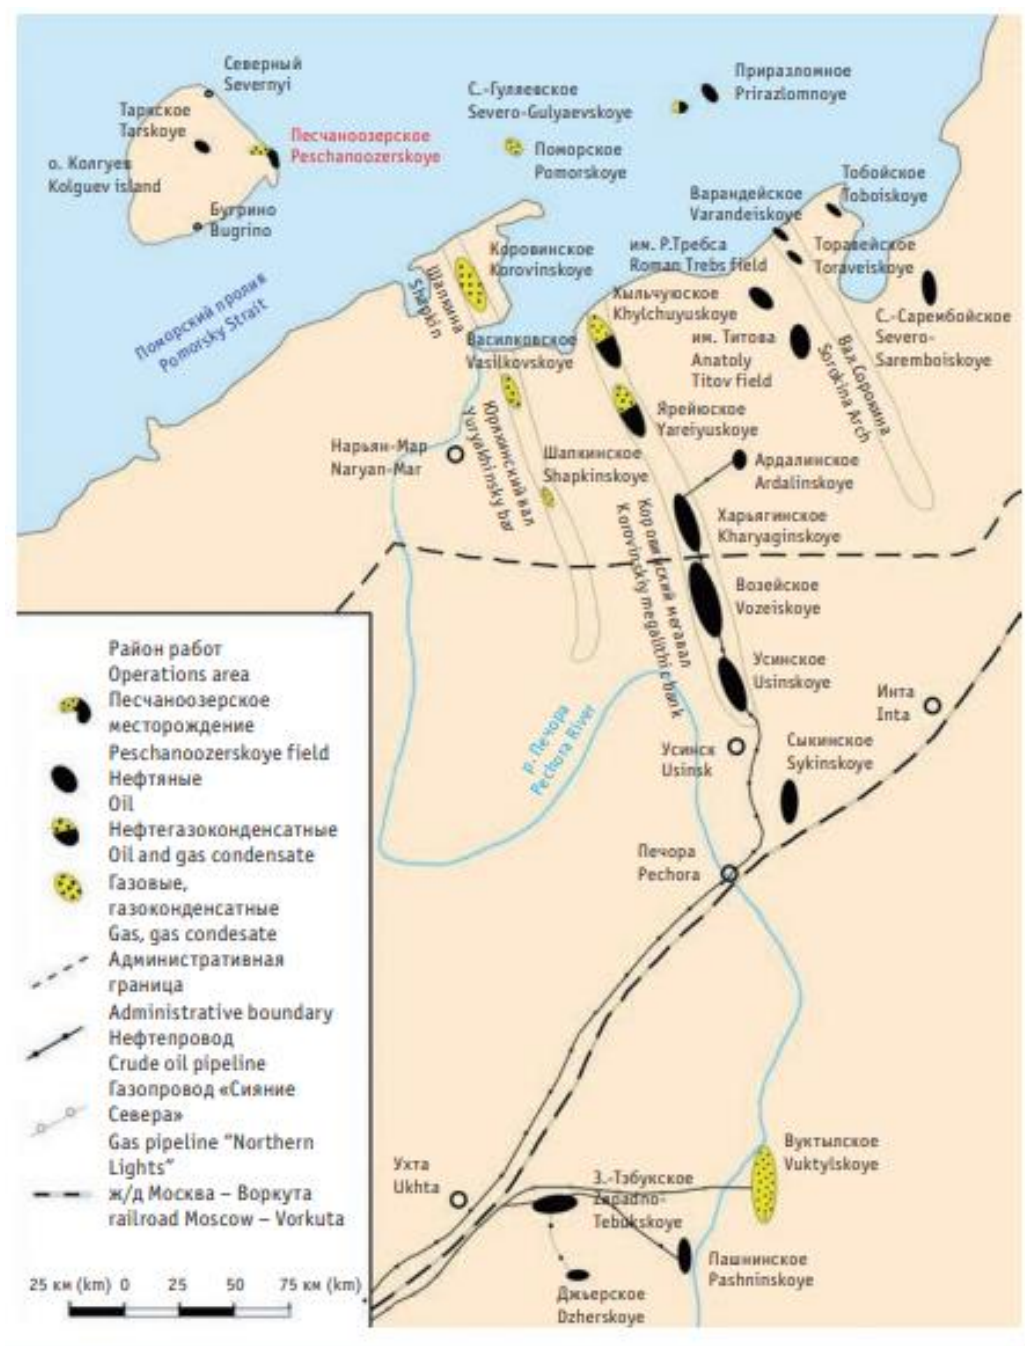 Северный
Severnyi
Таркское
Tarskoye
Песчаноозерское
Peschanoozerskoye
о. Колгуев
Kolguev island
Бугрино
Bugrino
С.-Гуляевское
Severo-Gulyaevskoye
Приразломное
Prirazlomnoye
Поморское
Pomorskoye
Поморский пролив
Pomorsky Strait
Коровинское
Korovinskoye
Шапкина
Shapkin
Варандейское
Varandeiskoye
Тобойское
Toboiskoye
им. Р.Требса
Roman Trebs field
Торавейское
Toraveiskoye
Хыльчуюское
Khylchuyuskoye
им. Титова
Anatoly
Titov field
С.-Сарембойское
Severo-
Saremboiskoye
Вал Сорокина
Sorokina Arch
Василковское
Vasilkovskoye
Юряхинский вал
Yuryakhinsky bar
Ярейюское
Yareiyuskoye
Нарьян-Мар
Naryan-Mar
Шапкинское
Shapkinskoye
Ардалинское
Ardalinskoye
Харьягинское
Kharyaginskoye
Коровинский мегавал
Korovinskiy megalithic bank
Возейское
Vozeiskoye
Усинское
Usinskoye
Инта
Inta
р. Печора
Pechora River
Усинск
Usinsk
Сыкинское
Sykinskoye
Печора
Pechora
Вуктылское
Vuktylskoye
Ухта
Ukhta
З.-Тэбукское
Zapadno-
Tebukskoye
Пашнинское
Pashninskoye
Джьерское
Dzherskoye
Район работ
Operations area
Песчаноозерское
месторождение
Peschanoozerskoye field
Нефтяные
Oil
Нефтегазоконденсатные
Oil and gas condensate
Газовые,
газоконденсатные
Gas, gas condesate
Административная
граница
Administrative boundary
Нефтепровод
Crude oil pipeline
Газопровод «Сияние
Севера»
Gas pipeline “Northern
Lights”
ж/д Москва – Воркута
railroad Moscow – Vorkuta
25 км (km) 0 25 50 75 км (km)